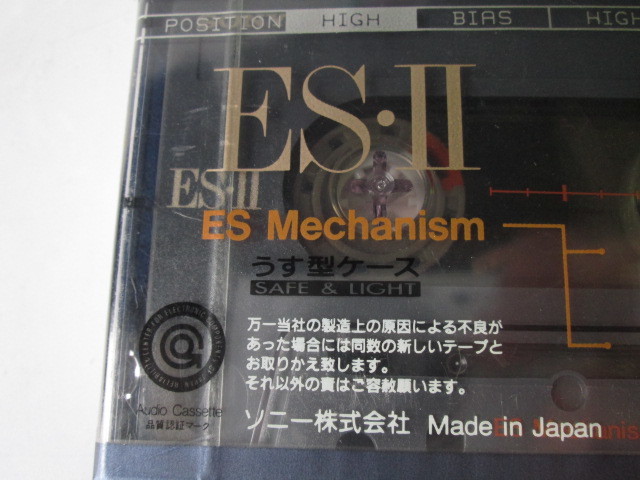 POSITION HIGH BIAS HIGH
ES·II
ES·II
ES Mechanism
うす型ケース
SAFE & LIGHT
万一当社の製造上の原因による不良が
あった場合には同数の新しいテープと
お取りかえ致します。
それ以外の責はご容赦願います。
ソニー株式会社 Made in Japan
ES Mechanis
Audio Cassette
品質認証マーク